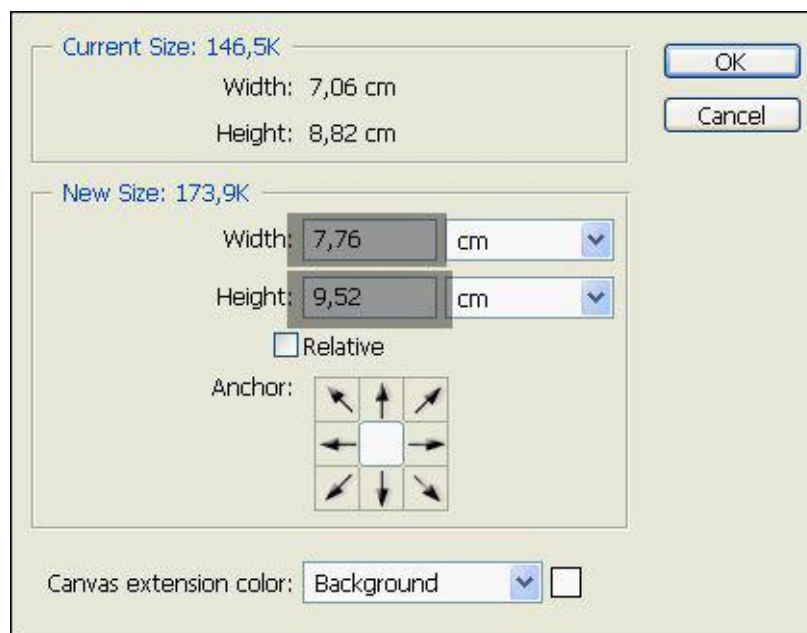 Current Size: 146,5K
Width: 7,06 cm
Height: 8,82 cm
OK
Cancel
New Size: 173,9K
Width: 7,76 cm
Height: 9,52 cm
Relative
Anchor:
Canvas extension color: Background